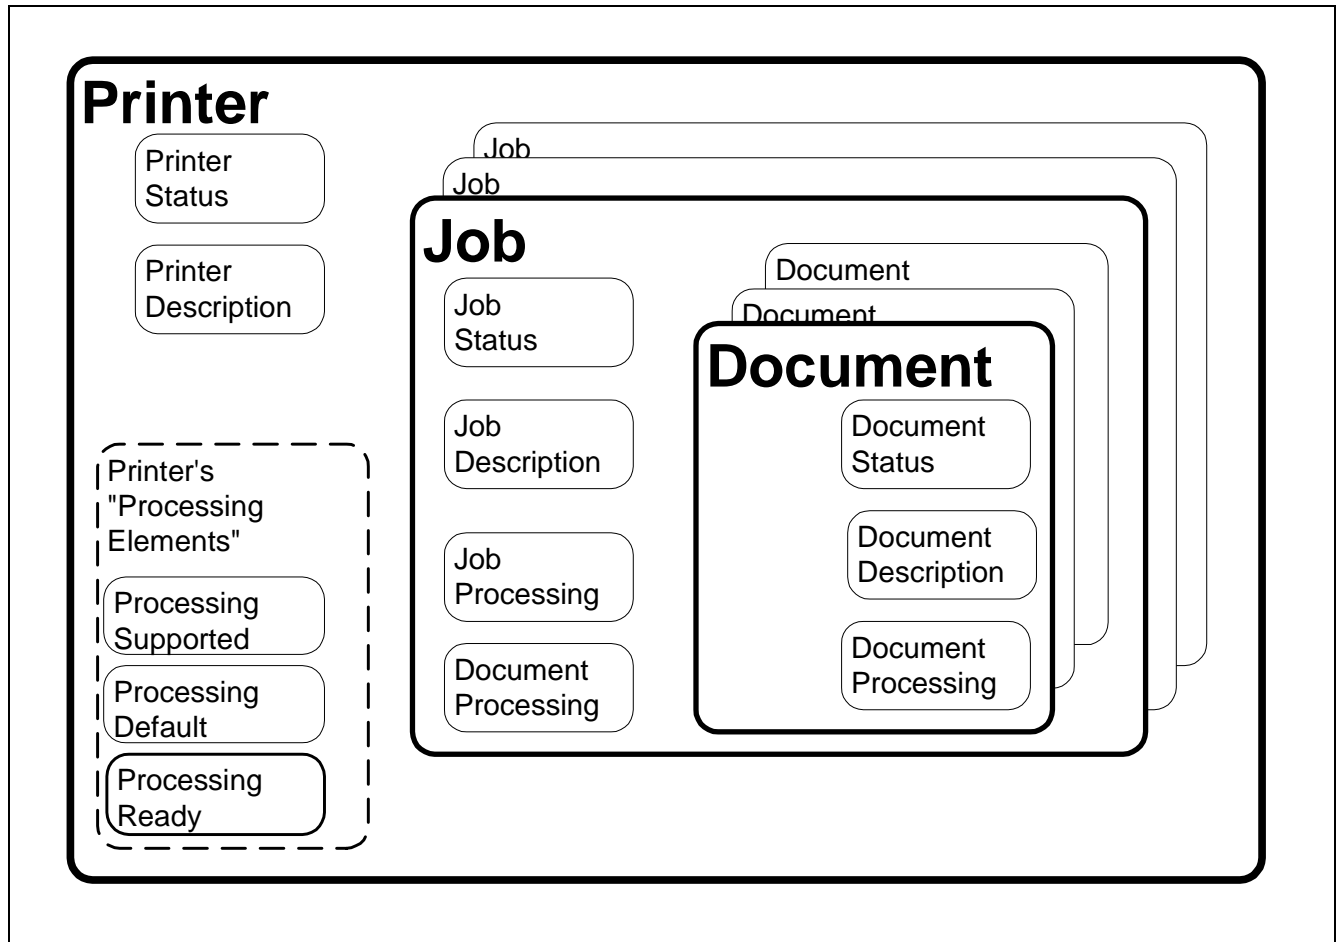 Printer
Printer
Status
Printer
Description
Printer's
"Processing
Elements"
Processing
Supported
Processing
Default
Processing
Ready
Job
Job
Job
Job
Status
Job
Description
Job
Processing
Document
Processing
Document
Document
Document
Document
Status
Document
Description
Document
Processing